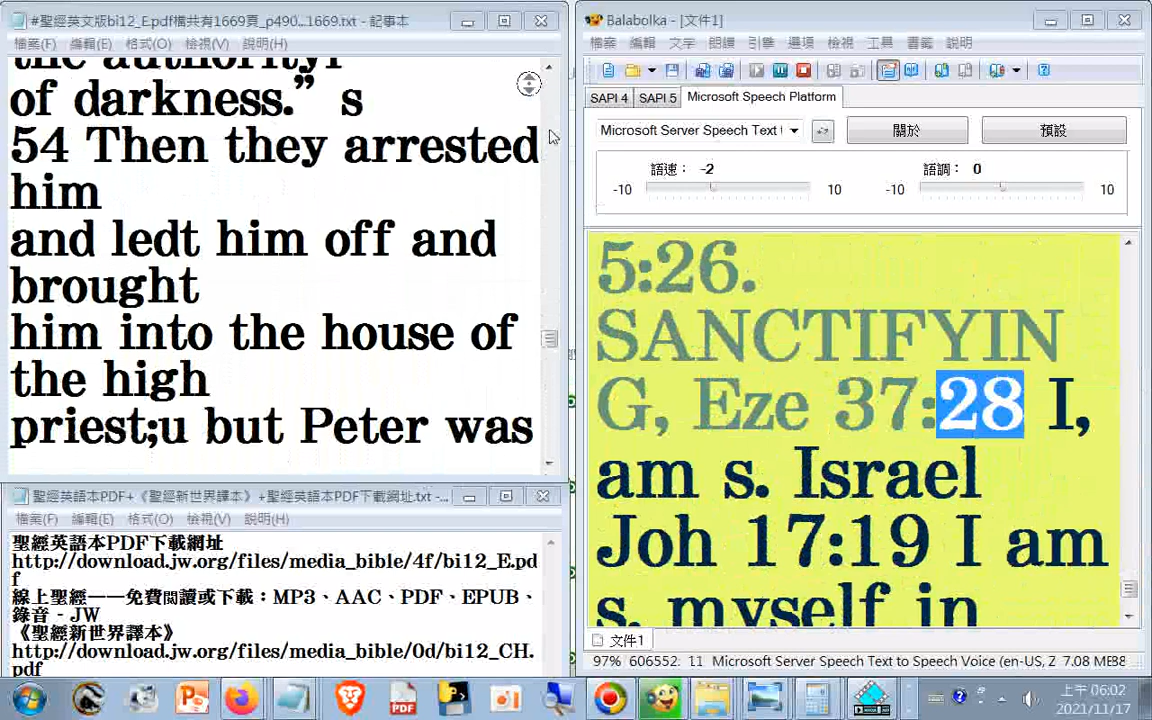 #聖經英文版bi12_E.pdf檔共有1669頁_p490...1669.txt - 記事本
檔案(F) 編輯(E) 格式(O) 檢視(V) 說明(H)
the authorityr
of darkness.” s
54 Then they arrested
him
and ledt him off and
brought
him into the house of
the high
priest;u but Peter was
聖經英語本PDF+《聖經新世界譯本》+聖經英語本PDF下載網址.txt -...
檔案(F) 編輯(E) 格式(O) 檢視(V) 說明(H)
聖經英語本PDF下載網址
http://download.jw.org/files/media_bible/4f/bi12_E.pd
f
線上聖經——免費閱讀或下載：MP3、AAC、PDF、EPUB、
錄音 - JW
《聖經新世界譯本》
http://download.jw.org/files/media_bible/0d/bi12_CH.
pdf
Balabolka - [文件1]
檔案 編輯 文字 朗讀 引擎 選項 檢視 工具 書籤 說明
SAPI 4 SAPI 5 Microsoft Speech Platform
Microsoft Server Speech Text 關於 預設
語速： -2 語調： 0
-10 10 -10 10
5:26.
SANCTIFYIN
G, Eze 37:28 I,
am s. Israel
Joh 17:19 I am
s. myself in
文件1
97% 606552: 11 Microsoft Server Speech Text to Speech Voice (en-US, Z 7.08 MB
上午 06:02
2021/11/17